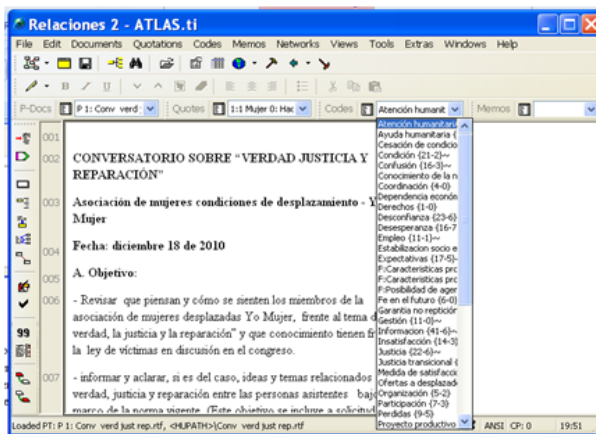 Relaciones 2 - ATLAS.ti
File Edit Documents Quotations Codes Memos Networks Views Tools Extras Windows Help
P-Docs P 1: Conv verd Quotes 1:1 Mujer 0: Hac Codes Atención humanit Memos
001
002 CONVERSATORIO SOBRE “VERDAD JUSTICIA Y
REPARACIÓN”
003 Asociación de mujeres condiciones de desplazamiento - Y
Mujer
004 Fecha: diciembre 18 de 2010
005 A. Objetivo:
006 - Revisar que piensan y cómo se sienten los miembros de la
asociación de mujeres desplazadas Yo Mujer, frente al tema d
verdad, la justicia y la reparación” y que conocimiento tienen fr
la ley de víctimas en discusión en el congreso.
007 - informar y aclarar, si es del caso, ideas y temas relacionados
verdad, justicia y reparación entre las personas asistentes bajo
marco de la norma vigente. (Este objetivo se incluye a solicitud
Atención humanitaria
Ayuda humanitaria {
Cesación de condicio
Condición {21-2}~
Confusión {16-3}~
Conocimiento de la n
Coordinación {4-0}
Dependencia económ
Derechos {1-0}
Desconfianza {23-6}
Desesperanza {16-7
Empleo {11-1}~
Estabilizacion socio e
Expectativas {17-5}~
F:Características prc
F:Características prc
F:Posibilidad de ager
Fe en el futuro {6-0}
Garantia no reptición
Gestión {11-0}~
Informacion {41-6}~
Insatisfacción {14-3}
Justicia {22-6}~
Justicia transicional {
Medida de satisfacc
Ofertas a desplazad
Organización {5-2}
Participación {7-3}
Perdidas {9-5}
Proyecto productivo
99
Loaded PT: P 1: Conv verd just rep.rtf, <HUPATH>\Conv verd just rep.rtf ANSI CP: 0 19:51